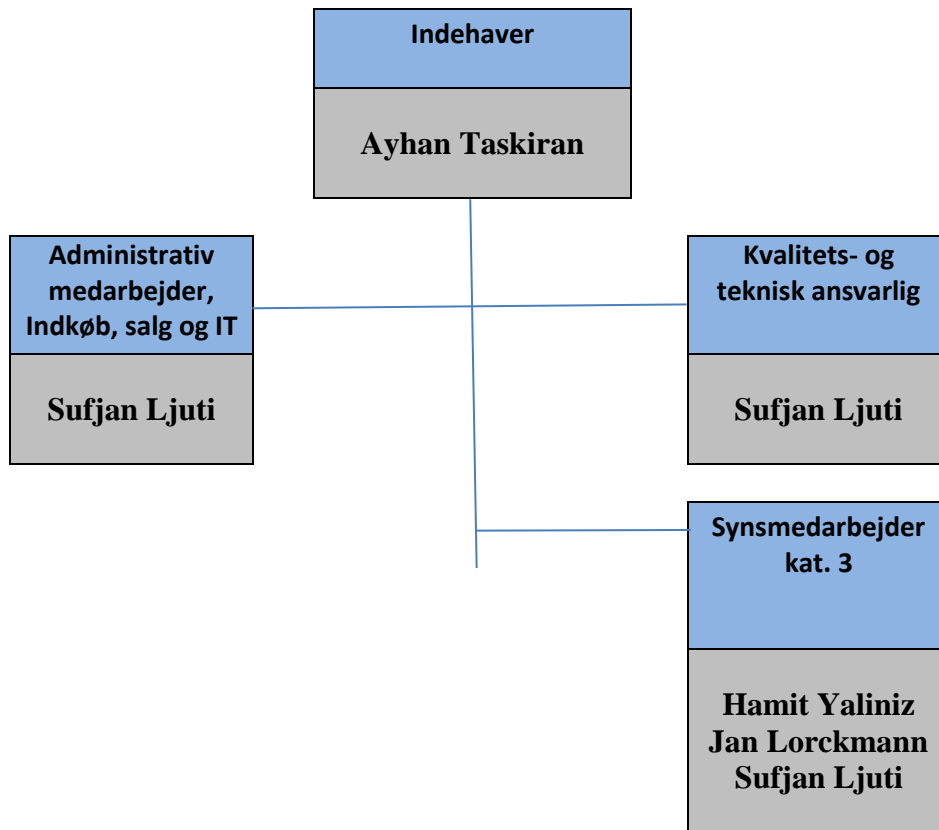 Indehaver
Ayhan Taskiran
Administrativ
medarbejder,
Indkøb, salg og IT
Sufjan Ljuti
Kvalitets- og
teknisk ansvarlig
Sufjan Ljuti
Synsmedarbejder
kat. 3
Hamit Yaliniz
Jan Lorckmann
Sufjan Ljuti